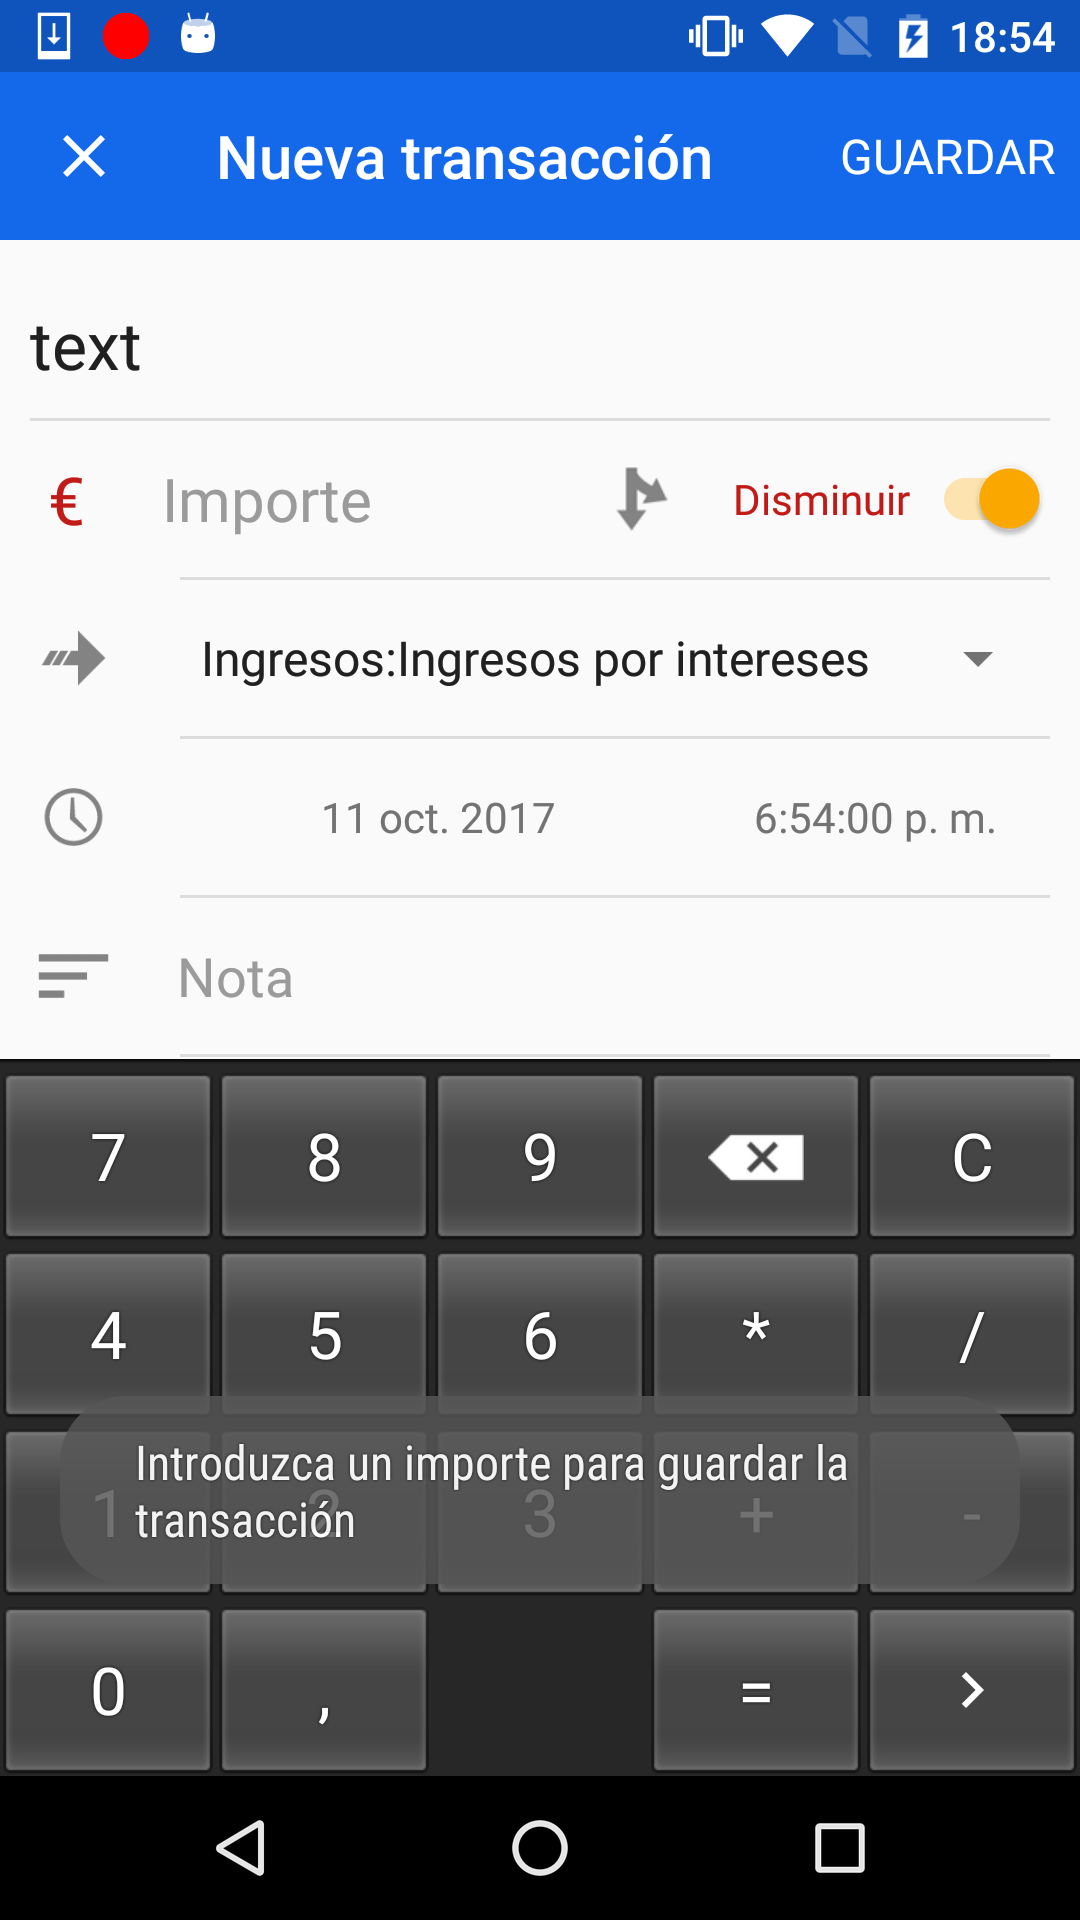 18:54
Nueva transacción GUARDAR
text
€ Importe Disminuir
Ingresos:Ingresos por intereses
11 oct. 2017 6:54:00 p. m.
Nota
7 8 9 C
4 5 6 * /
Introduzca un importe para guardar la
transacción
1 2 3 + -
0 , = >